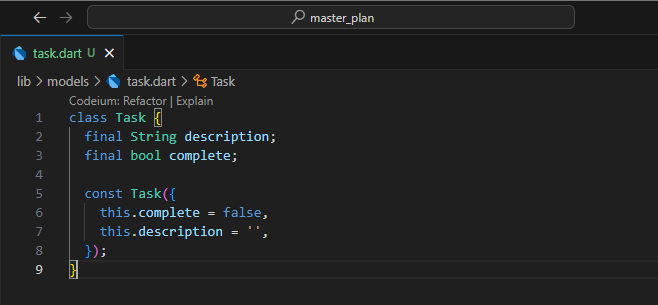 master_plan
task.dart U
lib > models > task.dart > Task
Codeium: Refactor | Explain
1 class Task {
2   final String description;
3   final bool complete;
4
5   const Task({
6     this.complete = false,
7     this.description = '',
8   });
9 }